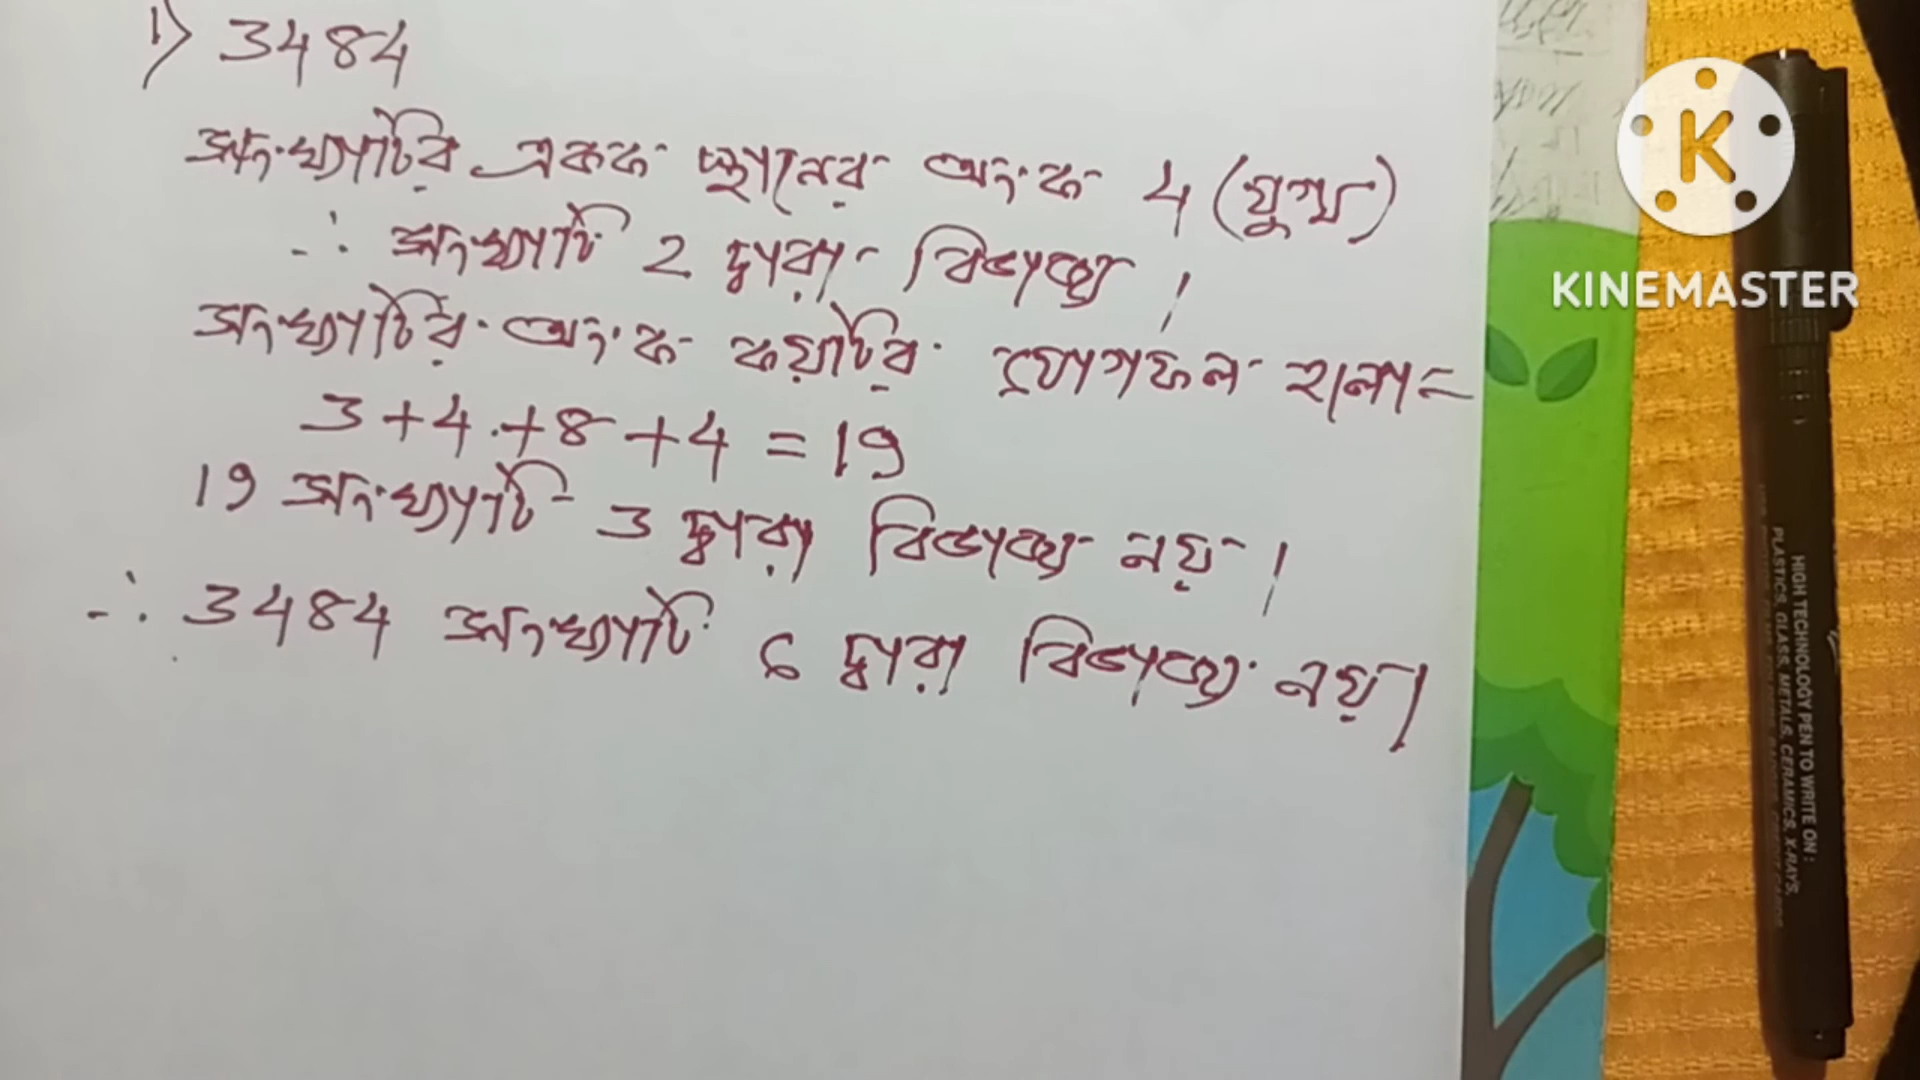 1) 3484
সংখ্যাটির একক স্থানের অংক 4 (যুগ্ম)
∴ সংখ্যাটি 2 দ্বারা বিভাজ্য।
সংখ্যাটির অংক কয়টির যোগফল হলো=
3+4+8+4=19
19 সংখ্যাটি 3 দ্বারা বিভাজ্য নয়।
∴ 3484 সংখ্যাটি 6 দ্বারা বিভাজ্য নয়।
K
KINEMASTER
HIGH TECHNOLOGY PEN TO WRITE ON :
PLASTICS, GLASS, METALS, CERAMICS, X-RAYS,